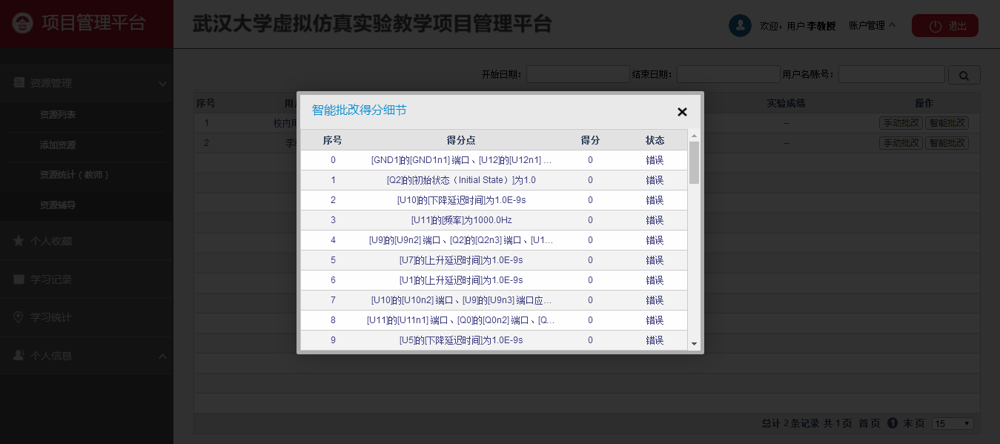 项目管理平台
武汉大学虚拟仿真实验教学项目管理平台
欢迎，用户 李教授 账户管理 退出
资源管理
资源列表
添加资源
资源统计（教师）
资源辅导
个人收藏
学习记录
学习统计
个人信息
开始日期： 结束日期： 用户名/账号：
序号 实验成绩 操作
1 校内用 -- 手动批改 智能批改
2 -- 手动批改 智能批改
智能批改得分细节
序号 得分点 得分 状态
0 [GND1]的[GND1n1] 端口、[U12]的[U12n1] ... 0 错误
1 [Q2]的[初始状态（Initial State）]为1.0 0 错误
2 [U10]的[下降延迟时间]为1.0E-9s 0 错误
3 [U11]的[频率]为1000.0Hz 0 错误
4 [U9]的[U9n2] 端口、[Q2]的[Q2n3] 端口、[U1... 0 错误
5 [U7]的[上升延迟时间]为1.0E-9s 0 错误
6 [U1]的[上升延迟时间]为1.0E-9s 0 错误
7 [U10]的[U10n2] 端口、[U9]的[U9n3] 端口应... 0 错误
8 [U11]的[U11n1] 端口、[Q0]的[Q0n2] 端口、[Q... 0 错误
9 [U5]的[下降延迟时间]为1.0E-9s 0 错误
总计 2 条记录 共 1 页 首页 1 末页 15